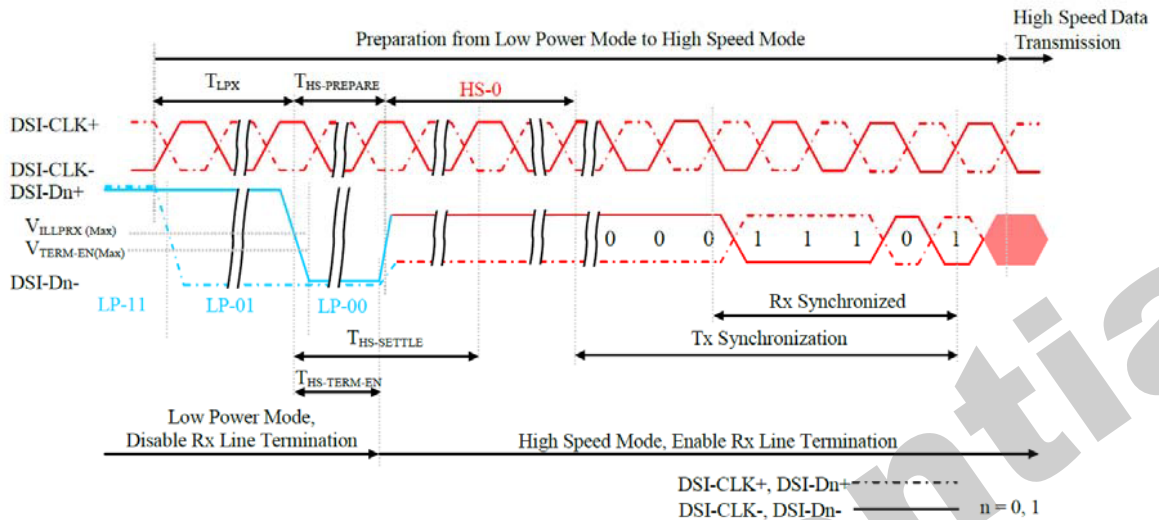 Preparation from Low Power Mode to High Speed Mode
High Speed Data
Transmission
TLPX
THS-PREPARE
HS-0
DSI-CLK+
DSI-CLK-
DSI-Dn+
VILLPRX (Max)
VTERM-EN(Max)
DSI-Dn-
0 0 0 1 1 1 0 1
LP-11
LP-01
LP-00
Rx Synchronized
THS-SETTLE
Tx Synchronization
THS-TERM-EN
Low Power Mode,
Disable Rx Line Termination
High Speed Mode, Enable Rx Line Termination
DSI-CLK+, DSI-Dn+
DSI-CLK-, DSI-Dn-
n = 0, 1